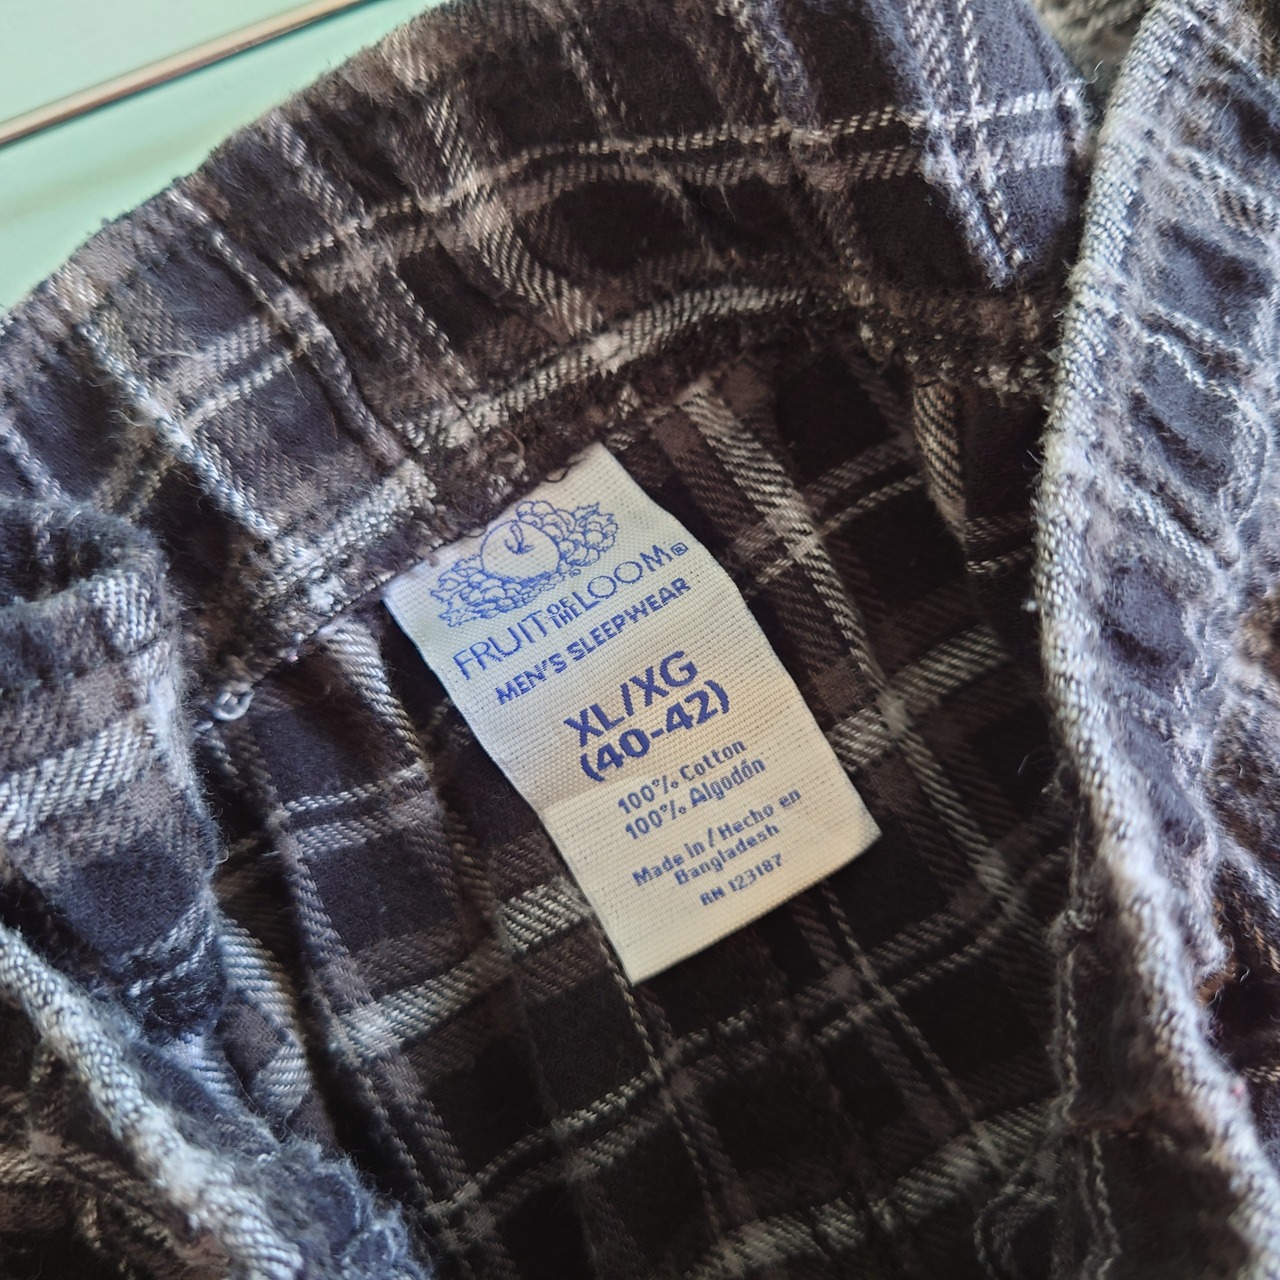 FRUIT OF THE LOOM®
MEN'S SLEEPWEAR
XL/XG
(40-42)
100% Cotton
100% Algodón
Made in / Hecho en
Bangladesh
RN 123187